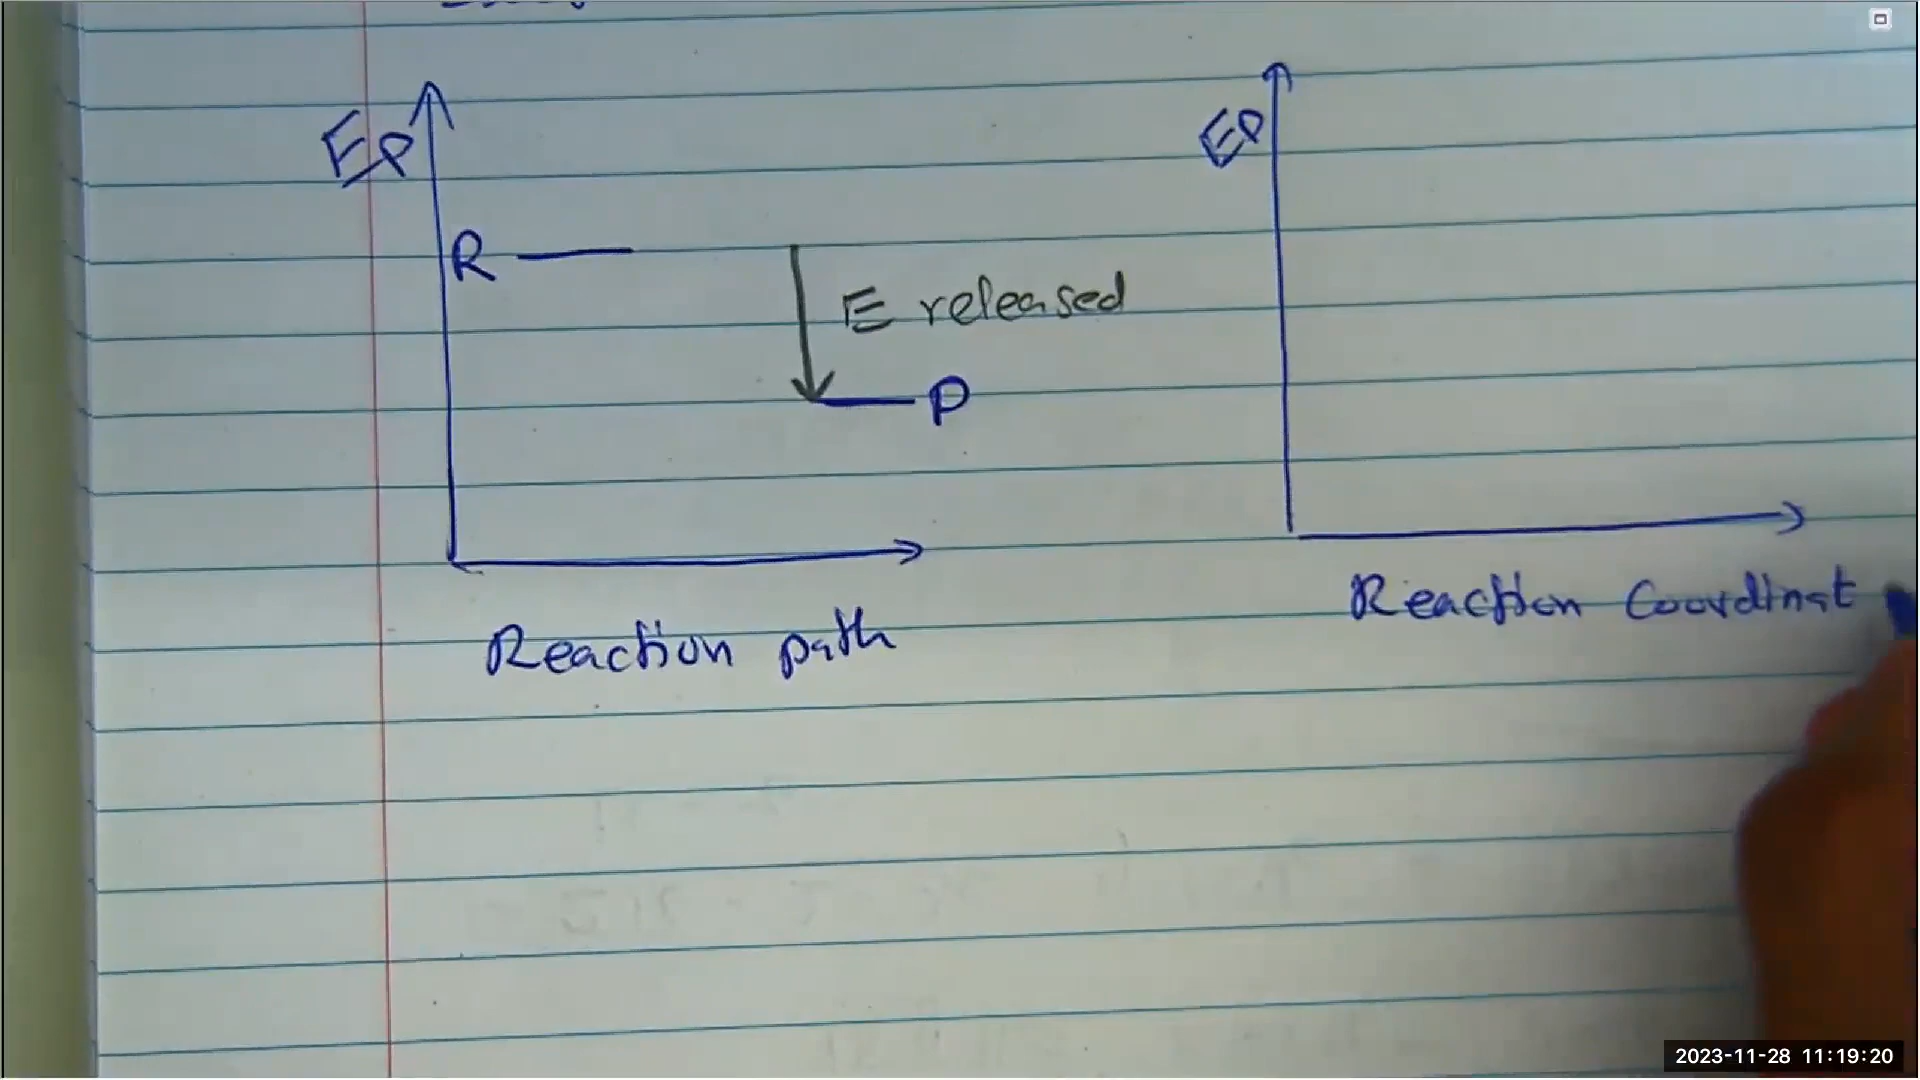 Ep
R
E released
P
Reaction path
Ep
Reaction Coordinat
2023-11-28 11:19:20